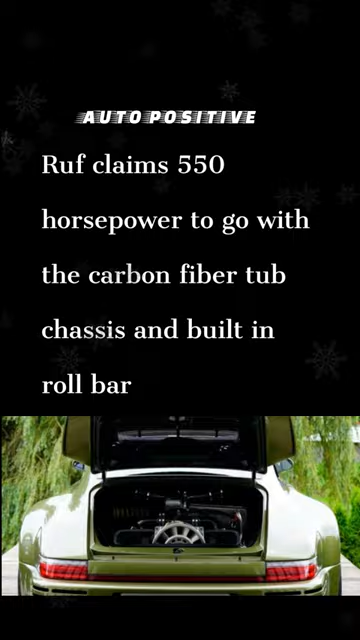 AUTO POSITIVE
Ruf claims 550
horsepower to go with
the carbon fiber tub
chassis and built in
roll bar